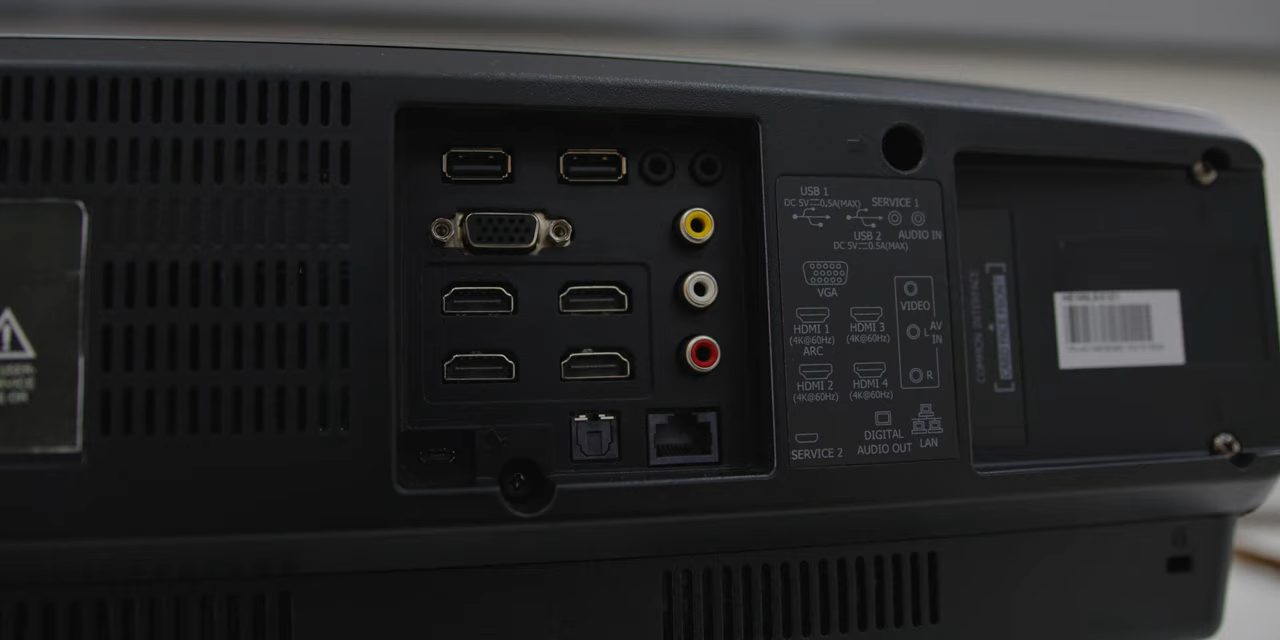 USB 1
DC 5V⎓0.5A(MAX)
SERVICE 1
USB 2
AUDIO IN
DC 5V⎓0.5A(MAX)
VGA
VIDEO
HDMI 1
(4K@60Hz)
ARC
HDMI 3
(4K@60Hz)
L
AV
IN
HDMI 2
(4K@60Hz)
HDMI 4
(4K@60Hz)
R
SERVICE 2
DIGITAL
AUDIO OUT
LAN
COMMON INTERFACE